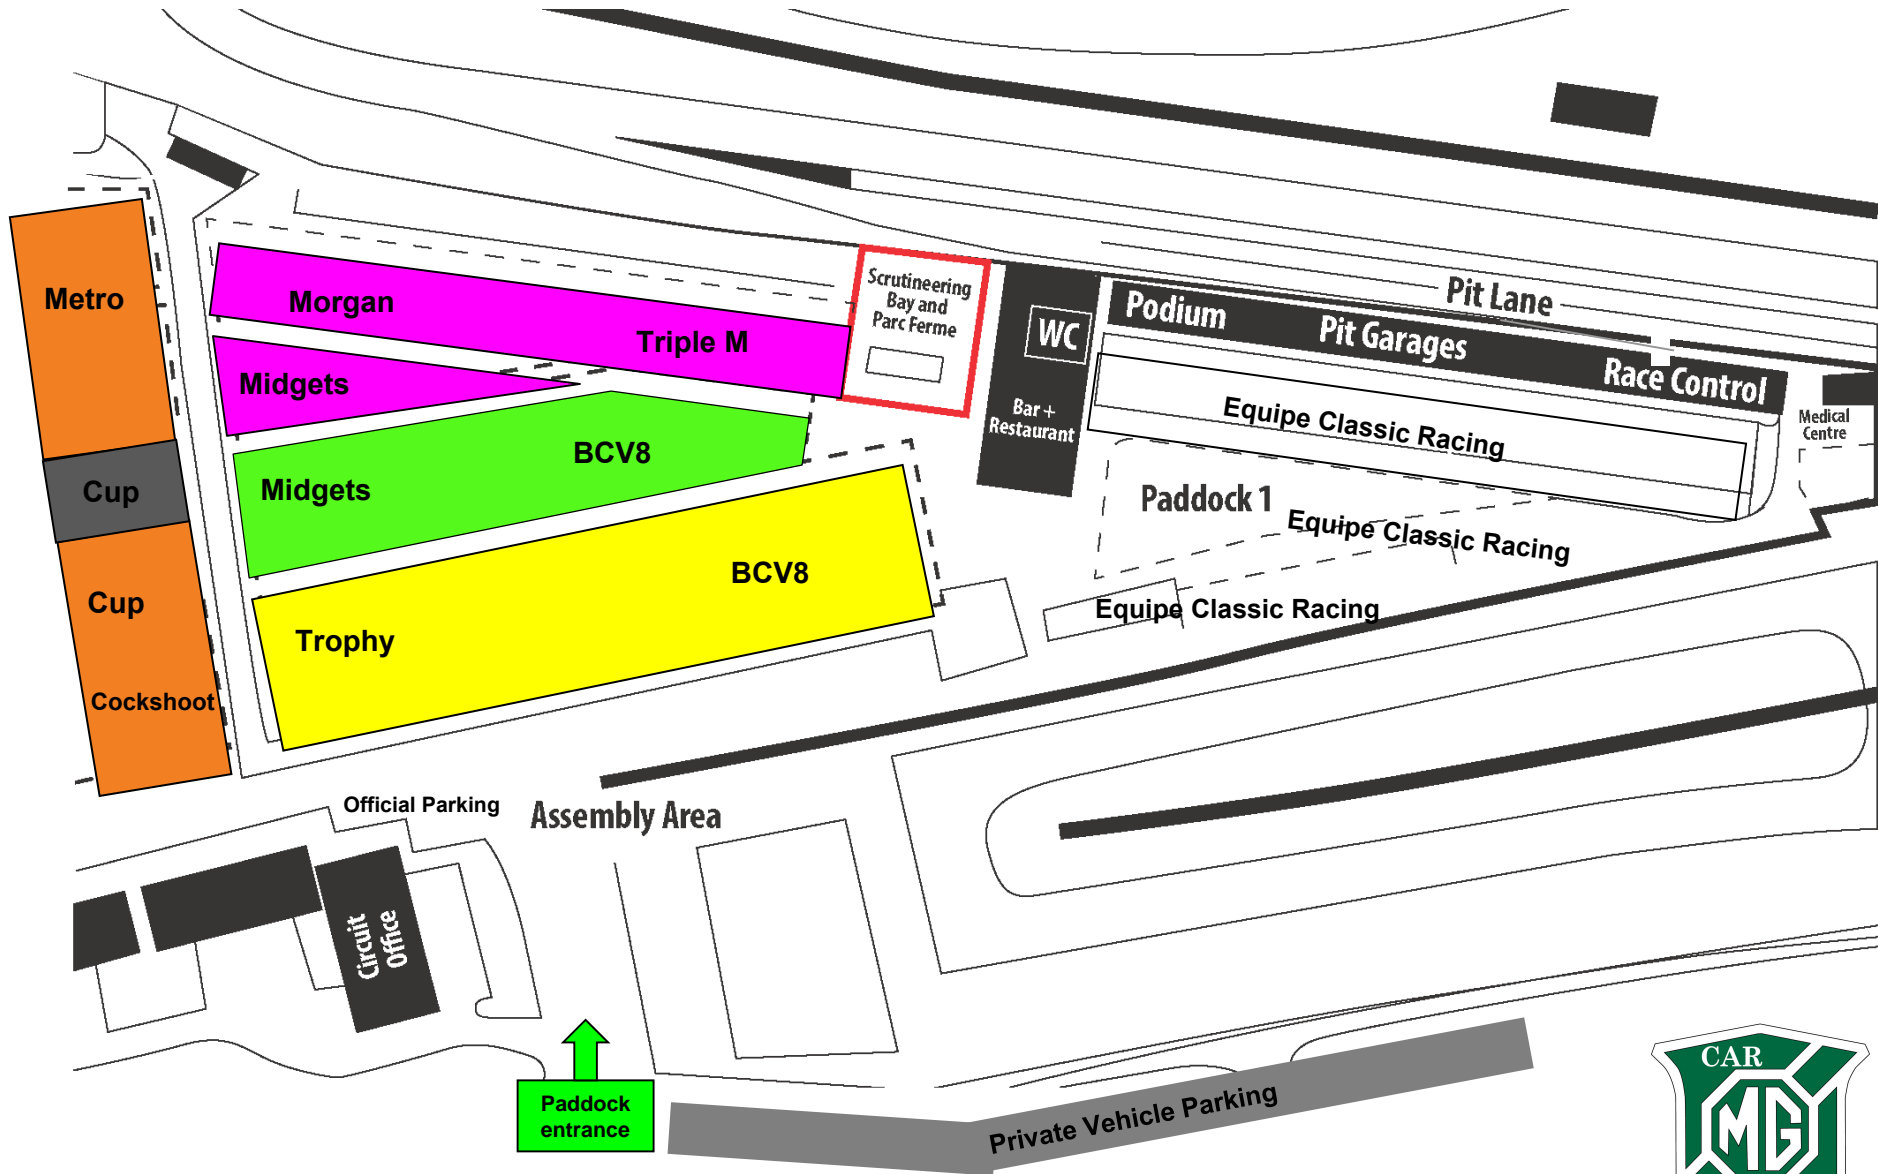 Metro
Cup
Cup
Cockshoot
Morgan
Triple M
Midgets
Midgets
BCV8
BCV8
Trophy
Scrutineering
Bay and
Parc Ferme
WC
Bar +
Restaurant
Podium
Pit Garages
Race Control
Pit Lane
Medical
Centre
Equipe Classic Racing
Paddock 1
Equipe Classic Racing
Equipe Classic Racing
Official Parking
Assembly Area
Circuit
Office
Paddock
entrance
Private Vehicle Parking
CAR
MG